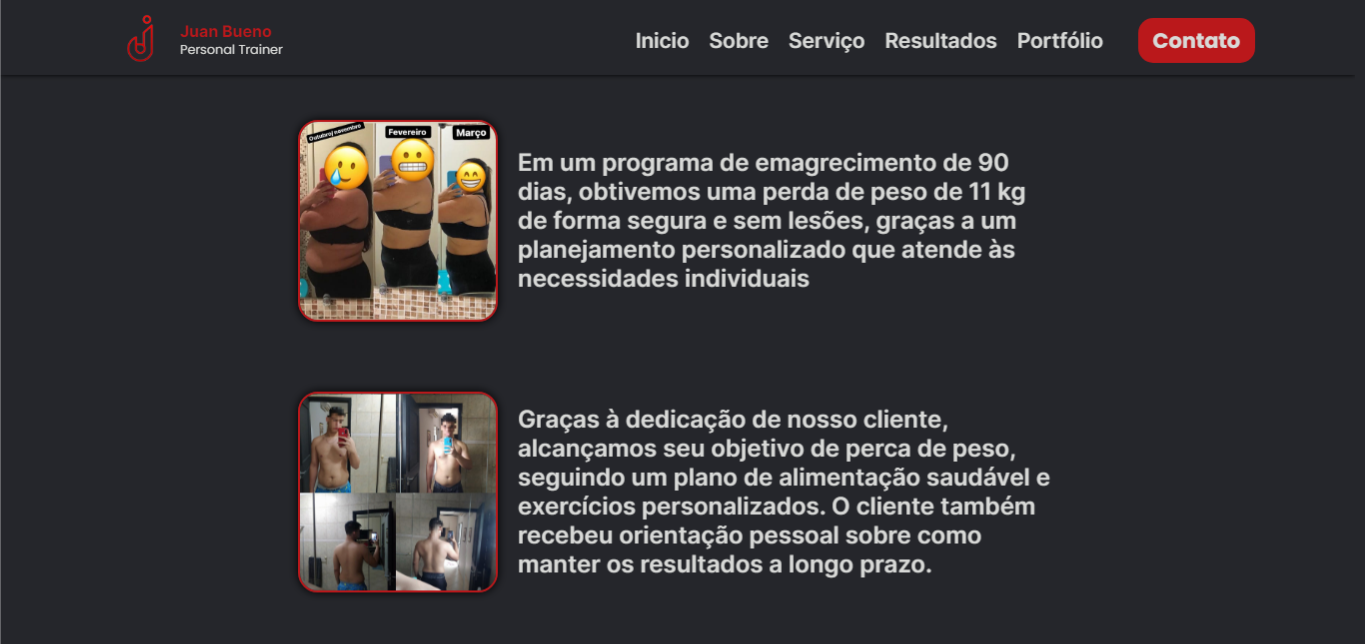 Juan Bueno
Personal Trainer
Inicio Sobre Serviço Resultados Portfólio Contato
Outubro/ novembro
Fevereiro
Março
Em um programa de emagrecimento de 90
dias, obtivemos uma perda de peso de 11 kg
de forma segura e sem lesões, graças a um
planejamento personalizado que atende às
necessidades individuais
Graças à dedicação de nosso cliente,
alcançamos seu objetivo de perca de peso,
seguindo um plano de alimentação saudável e
exercícios personalizados. O cliente também
recebeu orientação pessoal sobre como
manter os resultados a longo prazo.